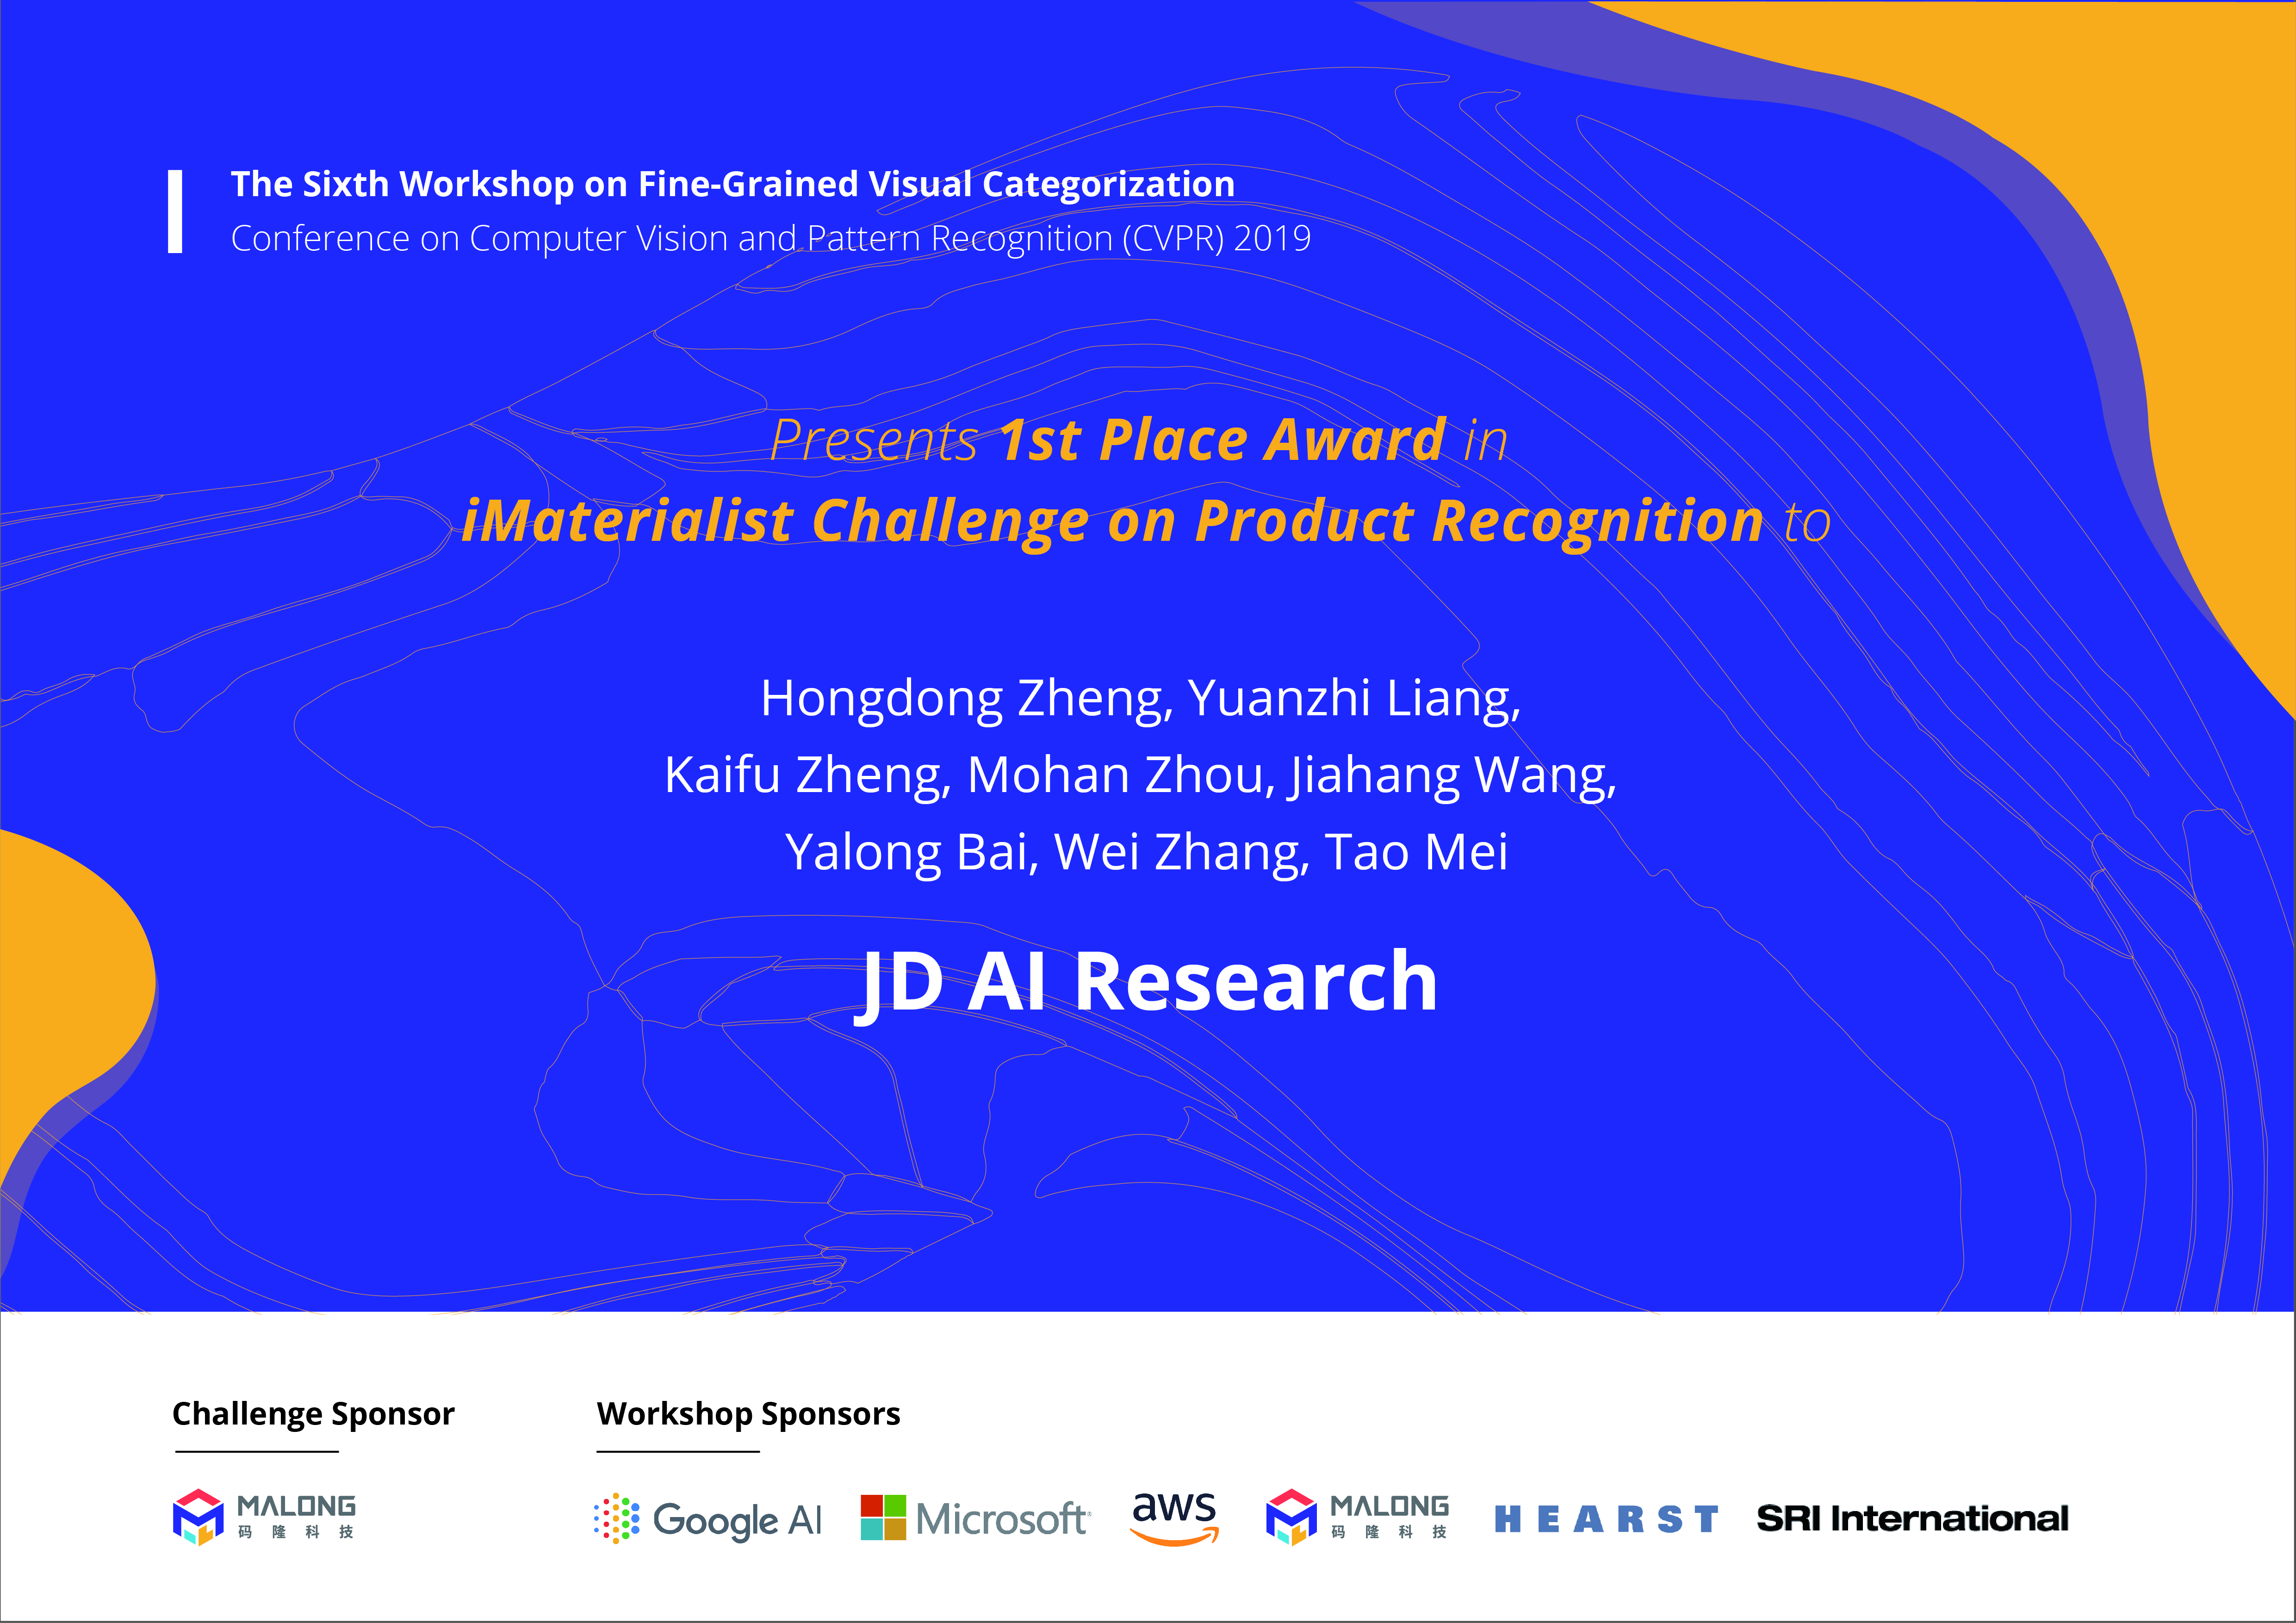 The Sixth Workshop on Fine-Grained Visual Categorization
Conference on Computer Vision and Pattern Recognition (CVPR) 2019
Presents 1st Place Award in
iMaterialist Challenge on Product Recognition to
Hongdong Zheng, Yuanzhi Liang,
Kaifu Zheng, Mohan Zhou, Jiahang Wang,
Yalong Bai, Wei Zhang, Tao Mei
JD AI Research
Challenge Sponsor
MALONG
码隆科技
Workshop Sponsors
Google AI
Microsoft
aws
MALONG
码隆科技
HEARST
SRI International